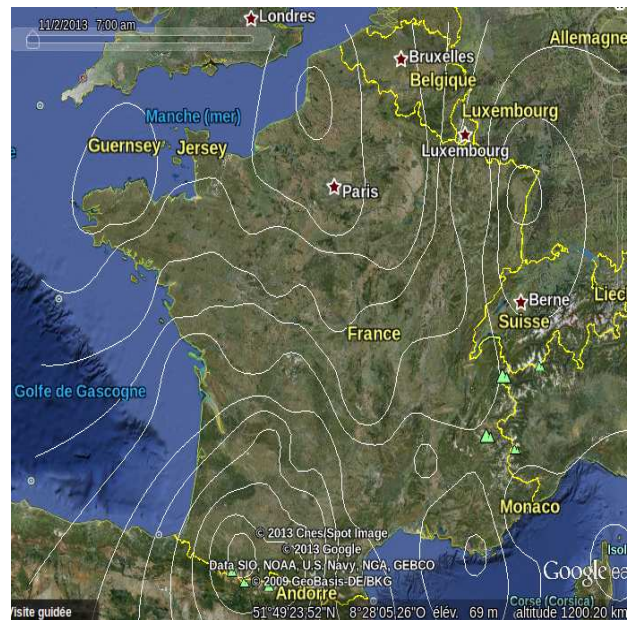 11/2/2013 7:00 am
Londres
Allemagne
Bruxelles
Belgique
Manche (mer)
Luxembourg
Guernsey
Jersey
Luxembourg
Paris
Berne
Liec
Suisse
France
Golfe de Gascogne
Monaco
© 2013 Cnes/Spot Image
© 2013 Google
Data SIO, NOAA, U.S. Navy, NGA, GEBCO
© 2009 GeoBasis-DE/BKG
Isol
Google ea
Andorre
Corse (Corsica)
Visite guidée
51°49'23,52"N 8°28'05,26"O élév. 69 m altitude 1200.20 km